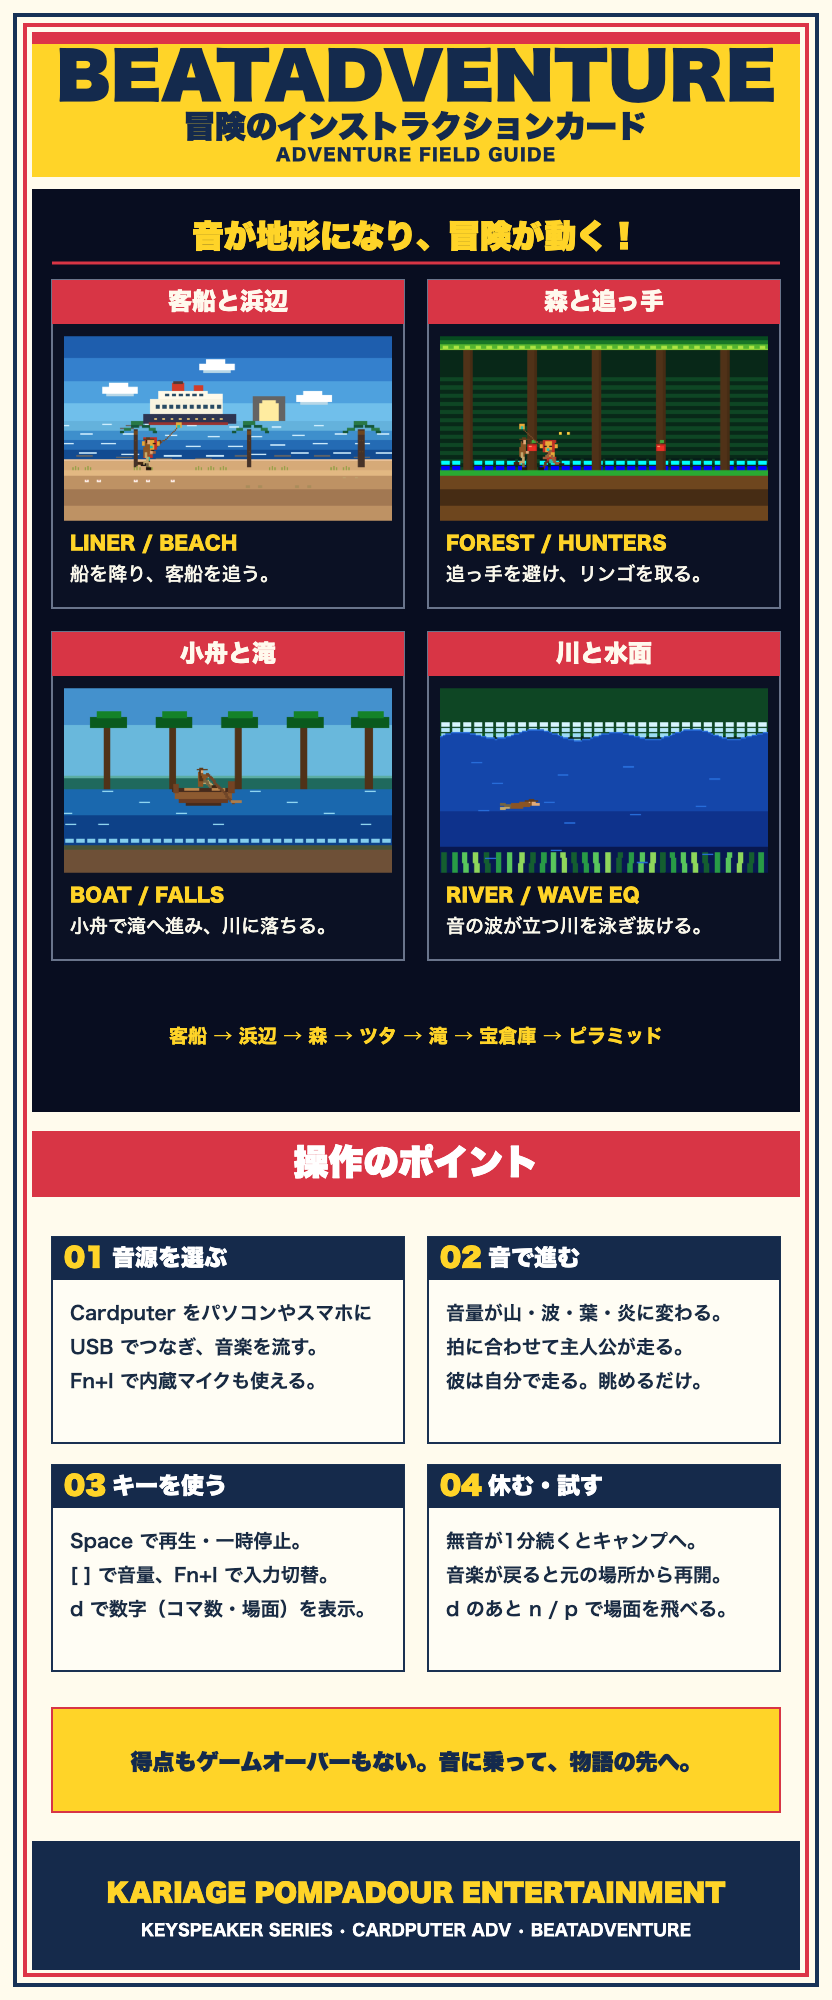 BEATADVENTURE
冒険のインストラクションカード
ADVENTURE FIELD GUIDE
音が地形になり、冒険が動く！
客船と浜辺
LINER / BEACH
船を降り、客船を追う。
森と追っ手
FOREST / HUNTERS
追っ手を避け、リンゴを取る。
小舟と滝
BOAT / FALLS
小舟で滝へ進み、川に落ちる。
川と水面
RIVER / WAVE EQ
音の波が立つ川を泳ぎ抜ける。
客船 → 浜辺 → 森 → ツタ → 滝 → 宝倉庫 → ピラミッド
操作のポイント
01 音源を選ぶ
Cardputer をパソコンやスマホに
USB でつなぎ、音楽を流す。
Fn+I で内蔵マイクも使える。
02 音で進む
音量が山・波・葉・炎に変わる。
拍に合わせて主人公が走る。
彼は自分で走る。眺めるだけ。
03 キーを使う
Space で再生・一時停止。
[ ] で音量、Fn+I で入力切替。
d で数字（コマ数・場面）を表示。
04 休む・試す
無音が1分続くとキャンプへ。
音楽が戻ると元の場所から再開。
d のあと n / p で場面を飛べる。
得点もゲームオーバーもない。音に乗って、物語の先へ。
KARIAGE POMPADOUR ENTERTAINMENT
KEYSPEAKER SERIES · CARDPUTER ADV · BEATADVENTURE